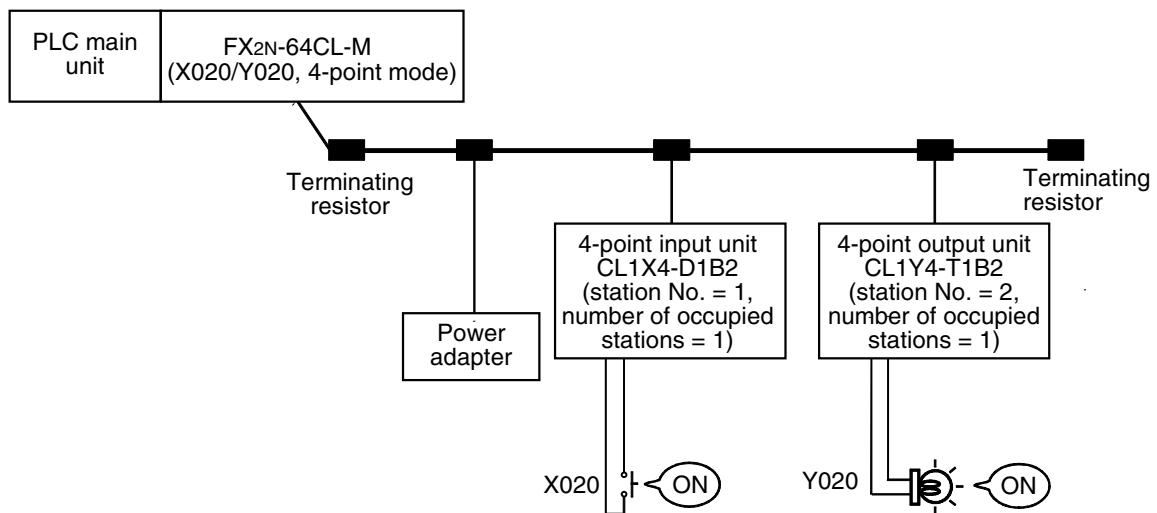 PLC main
unit
FX2N-64CL-M
(X020/Y020, 4-point mode)
Terminating
resistor
Terminating
resistor
4-point input unit
CL1X4-D1B2
(station No. = 1,
number of occupied
stations = 1)
4-point output unit
CL1Y4-T1B2
(station No. = 2,
number of occupied
stations = 1)
Power
adapter
X020
ON
Y020
ON